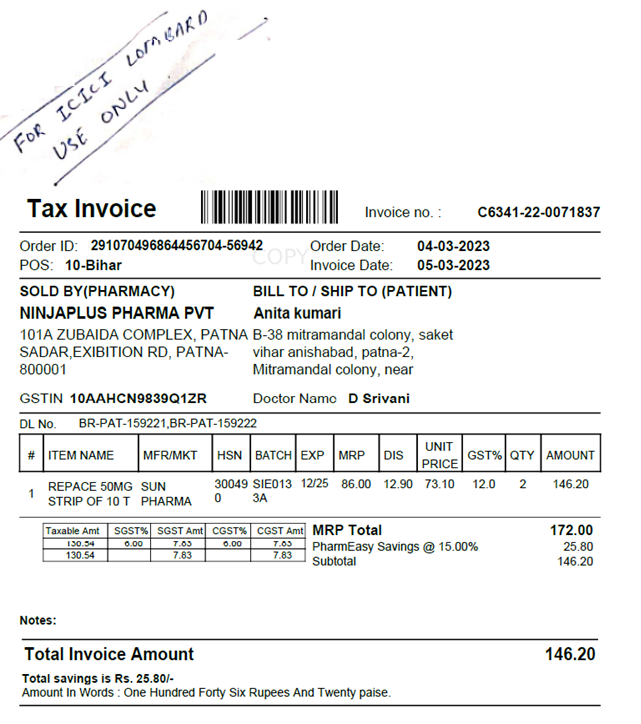 FOR ICICI LOMBARD
USE ONLY
Tax Invoice
Invoice no. : C6341-22-0071837
Order ID: 291070496864456704-56942
Order Date: 04-03-2023
COPY
POS: 10-Bihar
Invoice Date: 05-03-2023
SOLD BY(PHARMACY)
NINJAPLUS PHARMA PVT
101A ZUBAIDA COMPLEX, PATNA
SADAR,EXIBITION RD, PATNA-
800001
GSTIN 10AAHCN9839Q1ZR
BILL TO / SHIP TO (PATIENT)
Anita kumari
B-38 mitramandal colony, saket
vihar anishabad, patna-2,
Mitramandal colony, near
Doctor Name D Srivani
DL No. BR-PAT-159221,BR-PAT-159222
# ITEM NAME MFR/MKT HSN BATCH EXP MRP DIS UNIT PRICE GST% QTY AMOUNT
1 REPACE 50MG SUN 30049 SIE013 12/25 86.00 12.90 73.10 12.0 2 146.20
STRIP OF 10 T PHARMA 0 3A
Taxable Amt SGST% SGST Amt CGST% CGST Amt
130.54 6.00 7.83 6.00 7.83
130.54 7.83 7.83
MRP Total 172.00
PharmEasy Savings @ 15.00% 25.80
Subtotal 146.20
Notes:
Total Invoice Amount 146.20
Total savings is Rs. 25.80/-
Amount In Words : One Hundred Forty Six Rupees And Twenty paise.